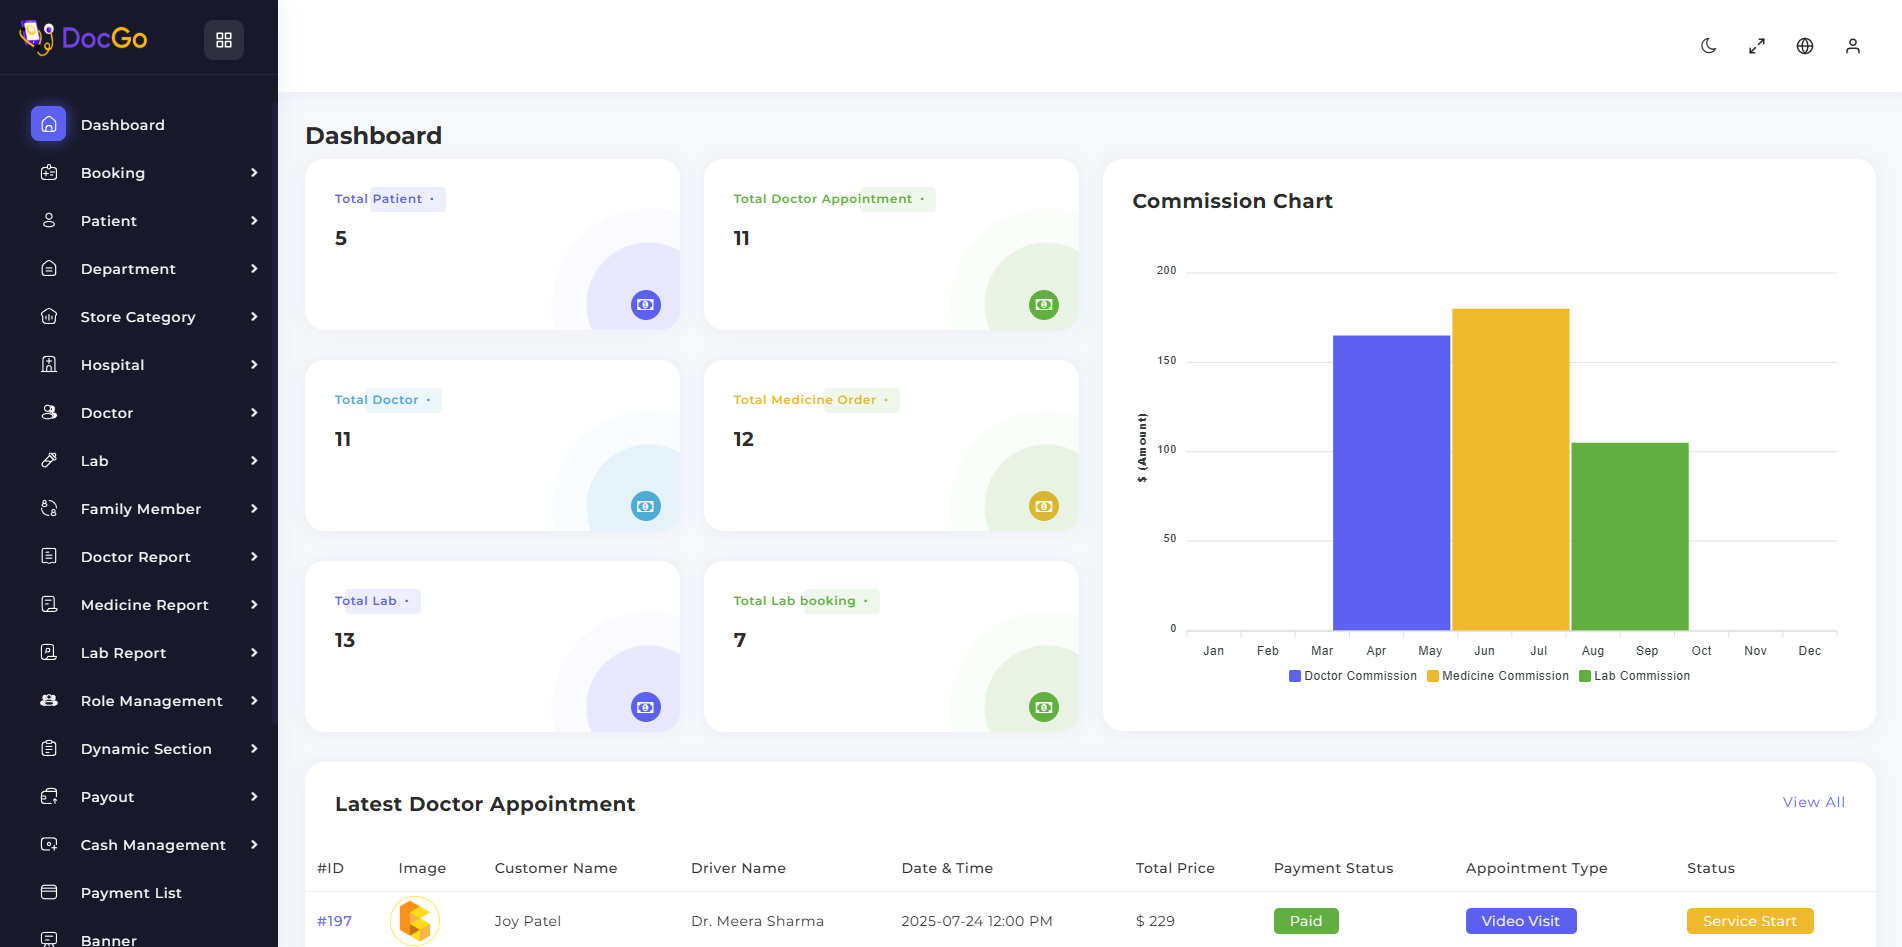 DocGo
Dashboard
Booking
Patient
Department
Store Category
Hospital
Doctor
Lab
Family Member
Doctor Report
Medicine Report
Lab Report
Role Management
Dynamic Section
Payout
Cash Management
Payment List
Banner
Dashboard
Total Patient
5
Total Doctor Appointment
11
Total Doctor
11
Total Medicine Order
12
Total Lab
13
Total Lab booking
7
Commission Chart
$ (Amount)
200
150
100
50
0
Jan Feb Mar Apr May Jun Jul Aug Sep Oct Nov Dec
Doctor Commission Medicine Commission Lab Commission
Latest Doctor Appointment
View All
#ID Image Customer Name Driver Name Date & Time Total Price Payment Status Appointment Type Status
#197 Joy Patel Dr. Meera Sharma 2025-07-24 12:00 PM $ 229 Paid Video Visit Service Start